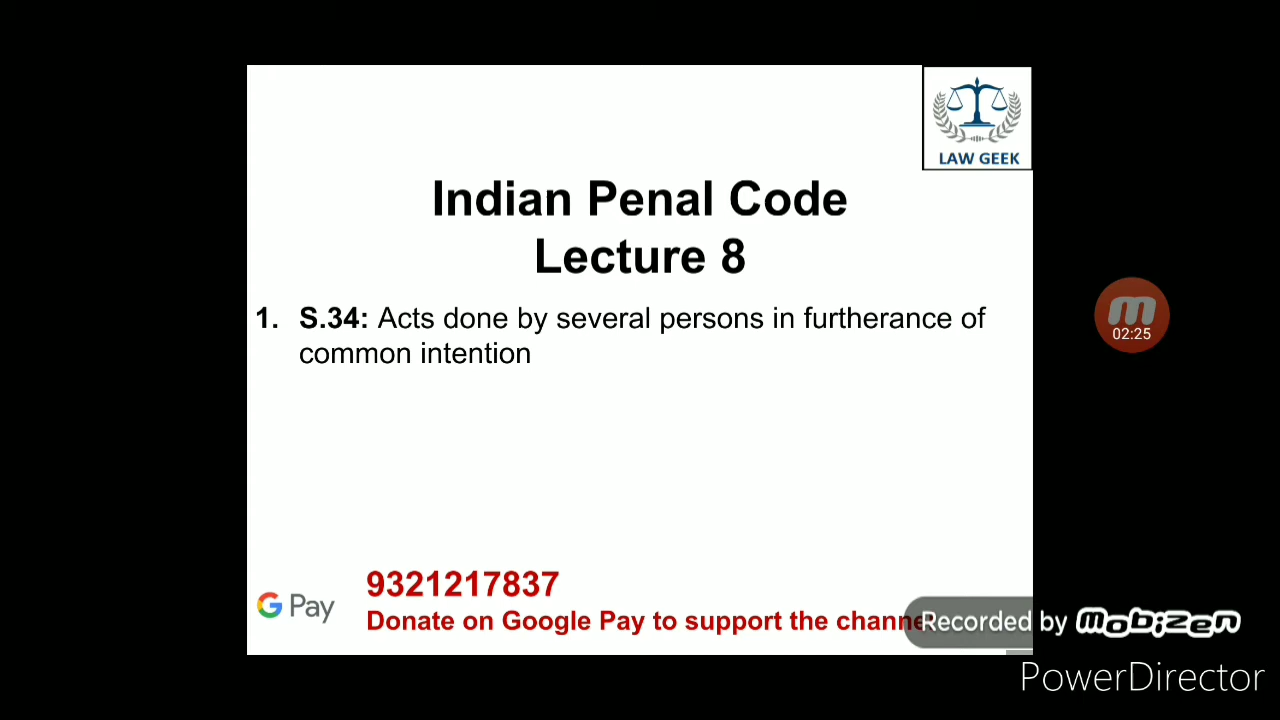 LAW GEEK
Indian Penal Code
Lecture 8
1. S.34: Acts done by several persons in furtherance of
common intention
02:25
9321217837
G Pay
Donate on Google Pay to support the channe
Recorded by Mobizen
PowerDirector